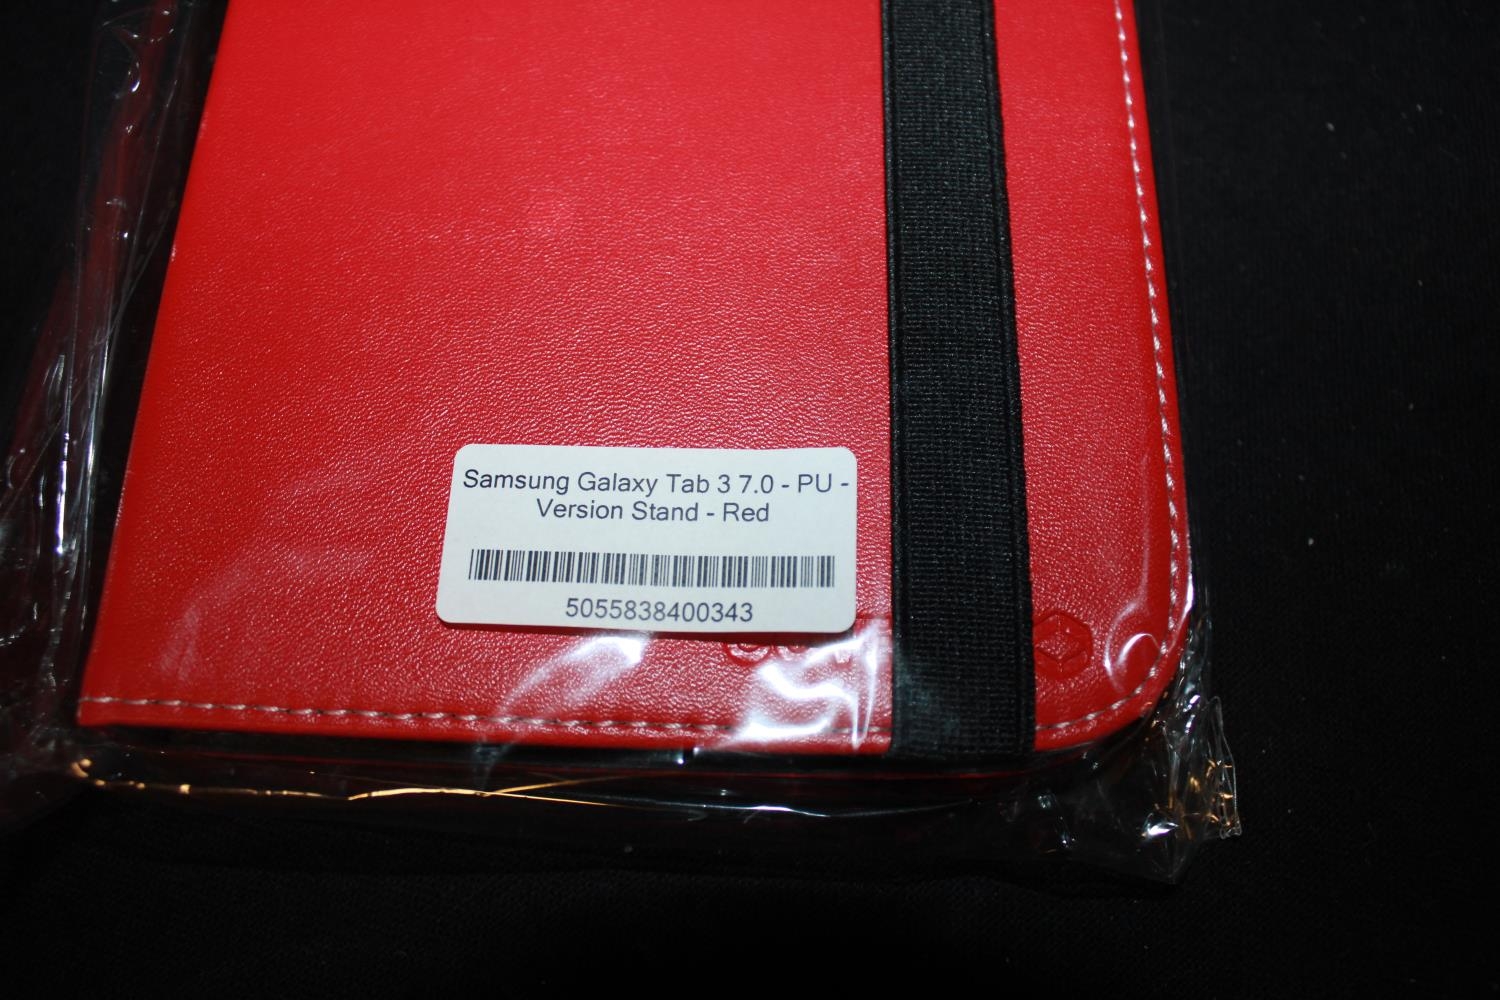 Samsung Galaxy Tab 3 7.0 - PU -
Version Stand - Red
5055838400343